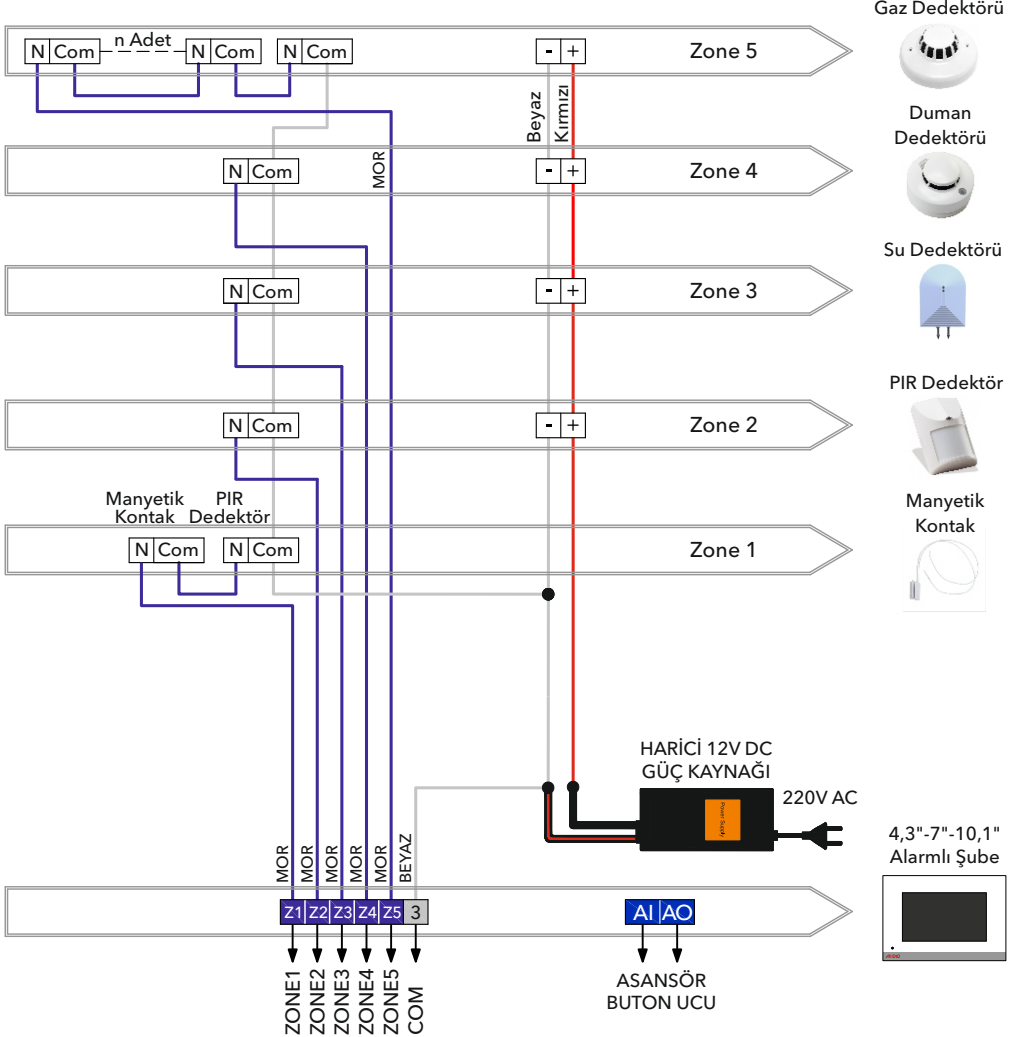 Gaz Dedektörü
N Com n Adet N Com N Com - + Zone 5
Beyaz
Kırmızı
Duman
Dedektörü
MOR
N Com - + Zone 4
Su Dedektörü
N Com - + Zone 3
PIR Dedektör
N Com - + Zone 2
Manyetik
Kontak
PIR
Dedektör
Manyetik
Kontak
N Com N Com Zone 1
HARİCİ 12V DC
GÜÇ KAYNAĞI
220V AC
Power Supply
4,3"-7"-10,1"
Alarmlı Şube
MOR
MOR
MOR
MOR
MOR
BEYAZ
Z1 Z2 Z3 Z4 Z5 3
AI AO
ZONE1
ZONE2
ZONE3
ZONE4
ZONE5
COM
ASANSÖR
BUTON UCU